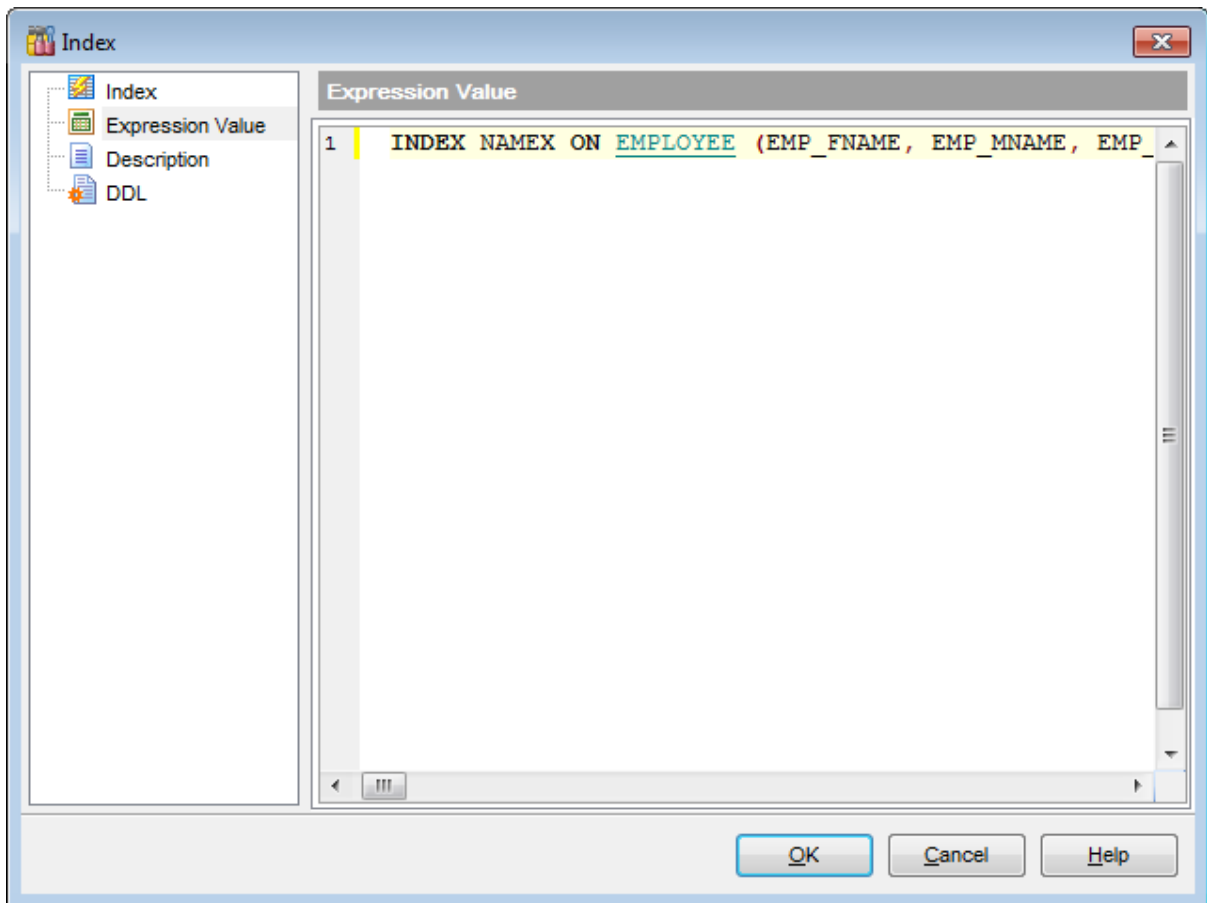 Index
Index
Expression Value
Description
DDL
Expression Value
1 INDEX NAMEX ON EMPLOYEE (EMP_FNAME, EMP_MNAME, EMP_
OK Cancel Help